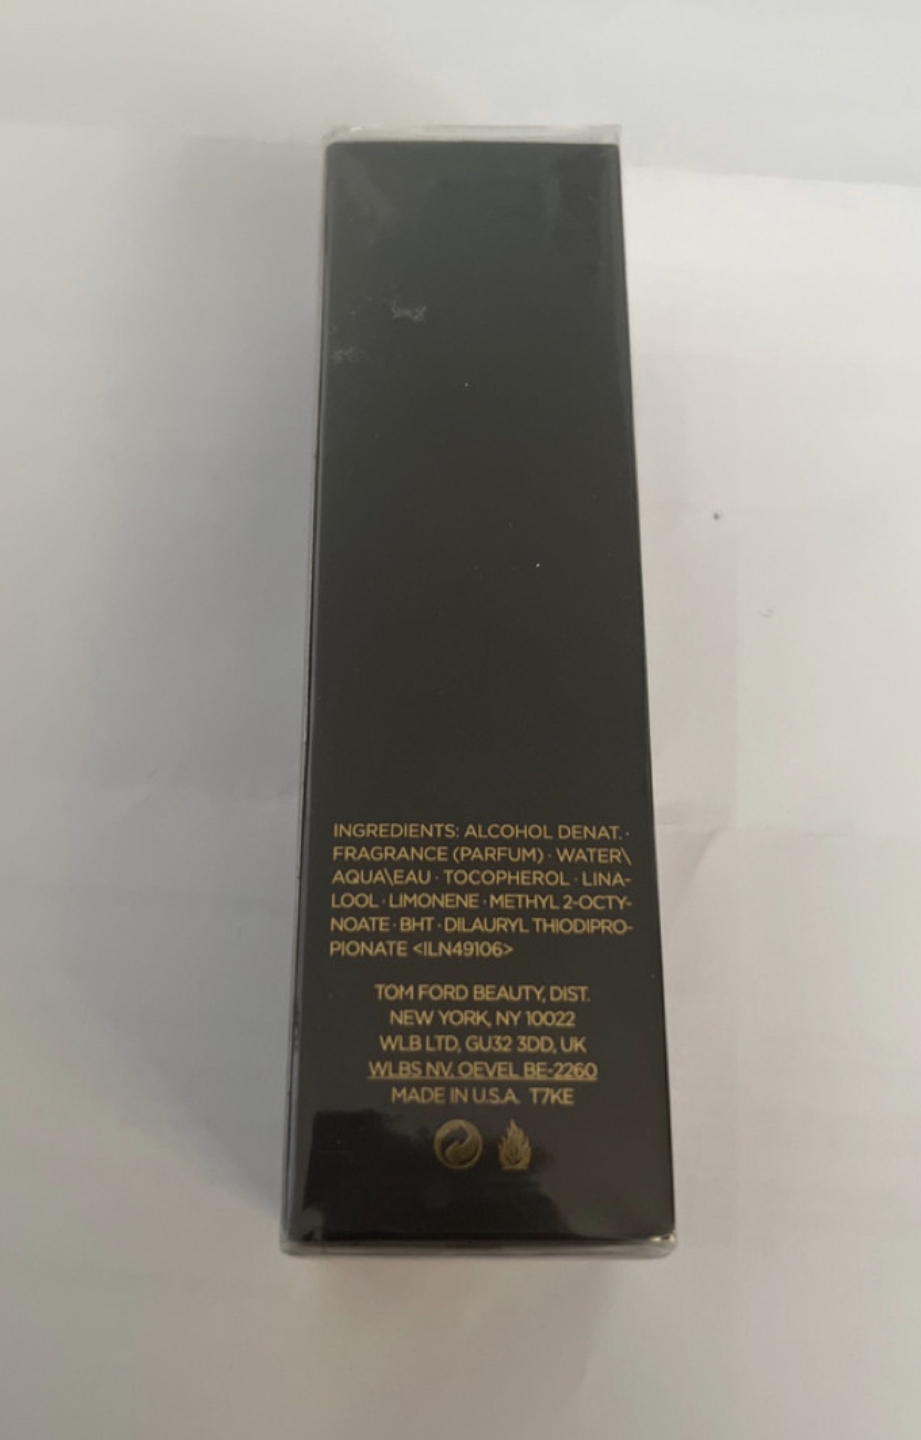 INGREDIENTS: ALCOHOL DENAT. ·
FRAGRANCE (PARFUM) · WATER\
AQUA\EAU · TOCOPHEROL · LINA-
LOOL · LIMONENE · METHYL 2-OCTY-
NOATE · BHT · DILAURYL THIODIPRO-
PIONATE <ILN49106>
TOM FORD BEAUTY, DIST.
NEW YORK, NY 10022
WLB LTD, GU32 3DD, UK
WLBS NV, OEVEL BE-2260
MADE IN U.S.A. T7KE